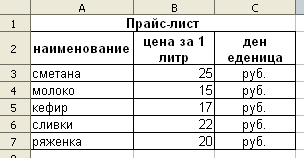 A B C
1 Прайс-лист
2 наименование цена за 1 литр ден еденица
3 сметана 25 руб.
4 молоко 15 руб.
5 кефир 17 руб.
6 сливки 22 руб.
7 ряженка 20 руб.